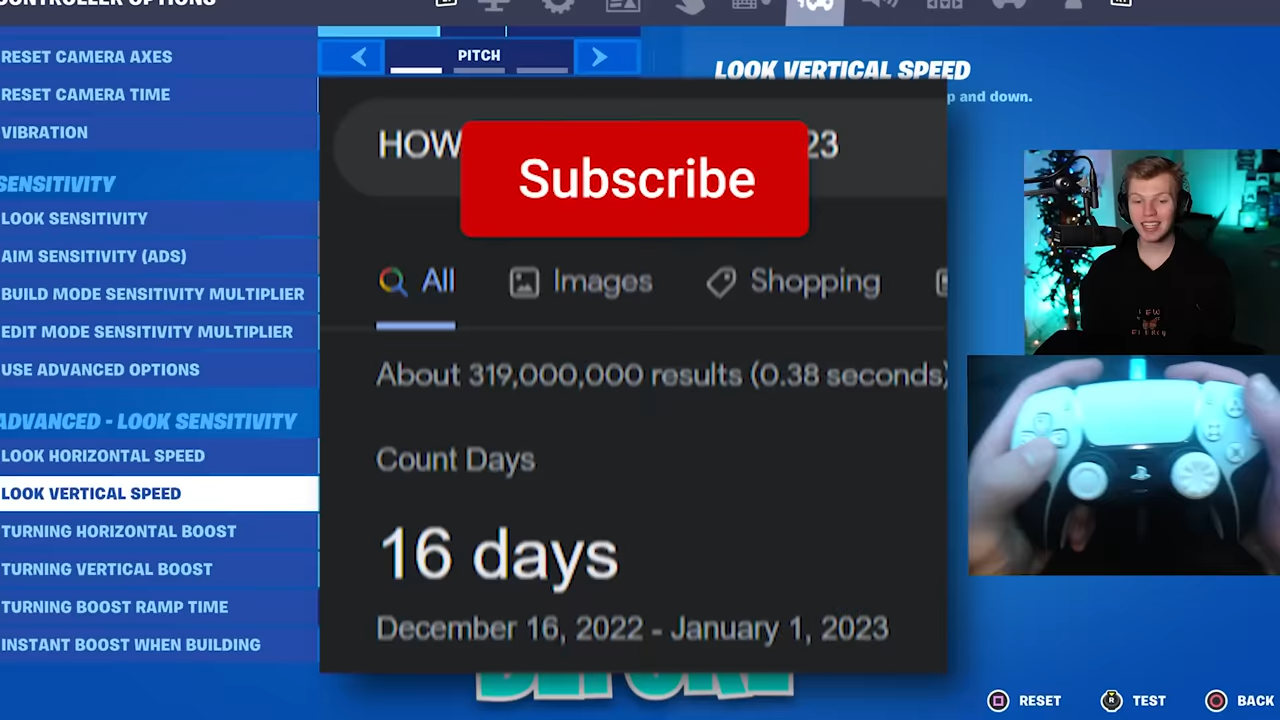 CONTROLLER OPTIONS
RESET CAMERA AXES
RESET CAMERA TIME
VIBRATION
SENSITIVITY
LOOK SENSITIVITY
AIM SENSITIVITY (ADS)
BUILD MODE SENSITIVITY MULTIPLIER
EDIT MODE SENSITIVITY MULTIPLIER
USE ADVANCED OPTIONS
ADVANCED - LOOK SENSITIVITY
LOOK HORIZONTAL SPEED
LOOK VERTICAL SPEED
TURNING HORIZONTAL BOOST
TURNING VERTICAL BOOST
TURNING BOOST RAMP TIME
INSTANT BOOST WHEN BUILDING
PITCH
LOOK VERTICAL SPEED
p and down.
HOW 23
Subscribe
All Images Shopping
About 319,000,000 results (0.38 seconds)
Count Days
16 days
December 16, 2022 - January 1, 2023
RESET TEST BACK